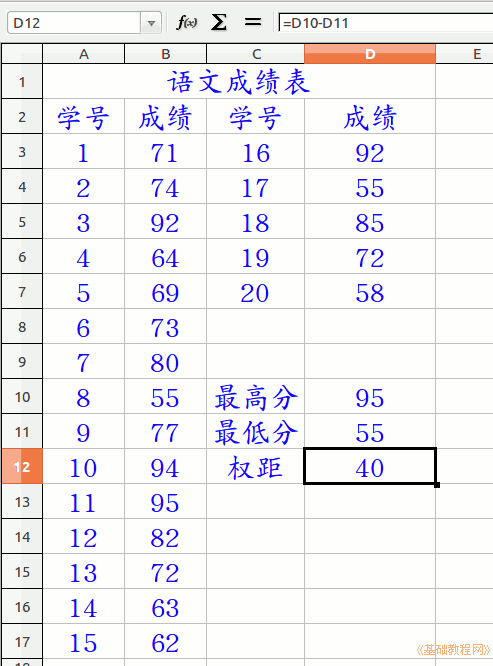 D12 f(x) Σ = =D10-D11
A B C D E
1 语文成绩表
2 学号 成绩 学号 成绩
3 1 71 16 92
4 2 74 17 55
5 3 92 18 85
6 4 64 19 72
7 5 69 20 58
8 6 73
9 7 80
10 8 55 最高分 95
11 9 77 最低分 55
12 10 94 权距 40
13 11 95
14 12 82
15 13 72
16 14 63
17 15 62
《基础教程网》